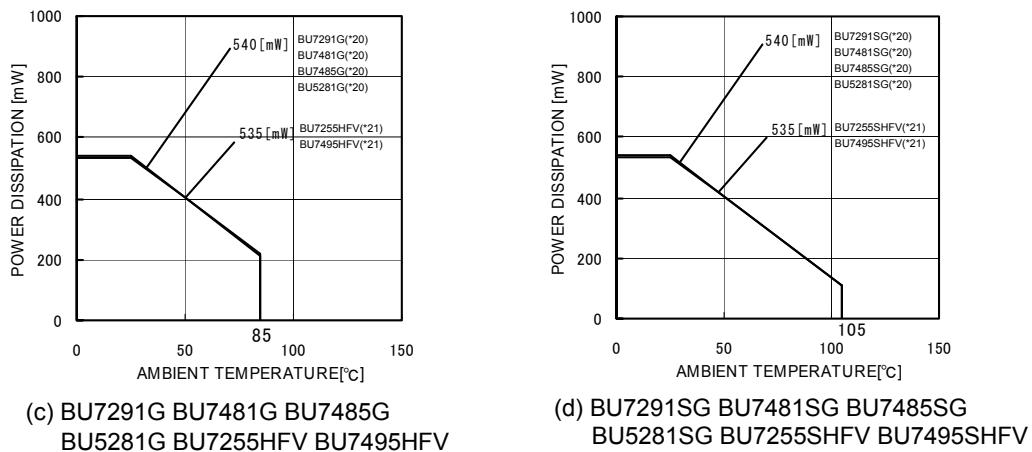 1000
800
600
400
200
0
POWER DISSIPATION [mW]
540[mW]
BU7291G(*20)
BU7481G(*20)
BU7485G(*20)
BU5281G(*20)
535[mW]
BU7255HFV(*21)
BU7495HFV(*21)
85
0 50 100 150
AMBIENT TEMPERATURE[℃]
(c) BU7291G BU7481G BU7485G
BU5281G BU7255HFV BU7495HFV
1000
800
600
400
200
0
POWER DISSIPATION [mW]
540[mW]
BU7291SG(*20)
BU7481SG(*20)
BU7485SG(*20)
BU5281SG(*20)
535[mW]
BU7255SHFV(*21)
BU7495SHFV(*21)
105
0 50 100 150
AMBIENT TEMPERATURE[℃]
(d) BU7291SG BU7481SG BU7485SG
BU5281SG BU7255SHFV BU7495SHFV